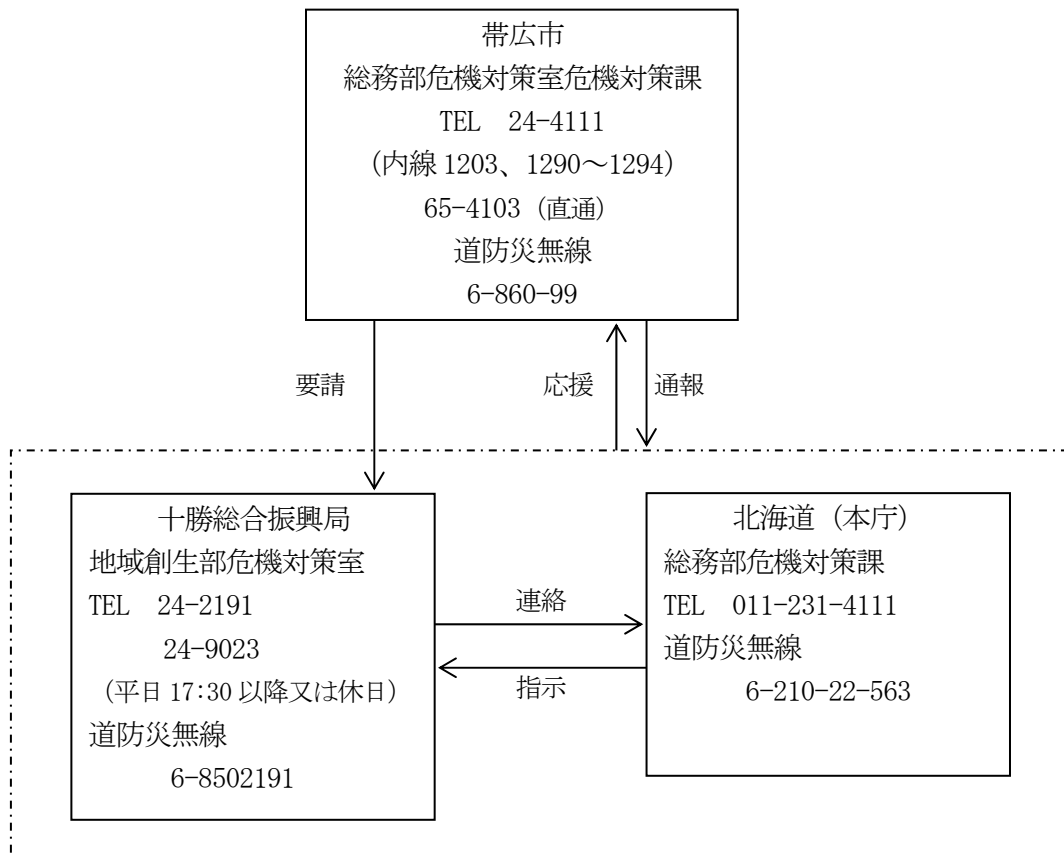 帯広市
総務部危機対策室危機対策課
TEL　24-4111
（内線 1203、1290～1294）
65-4103（直通）
道防災無線
6-860-99
要請
応援
通報
十勝総合振興局
地域創生部危機対策室
TEL　24-2191
24-9023
（平日 17:30 以降又は休日）
道防災無線
6-8502191
連絡
指示
北海道（本庁）
総務部危機対策課
TEL　011-231-4111
道防災無線
6-210-22-563